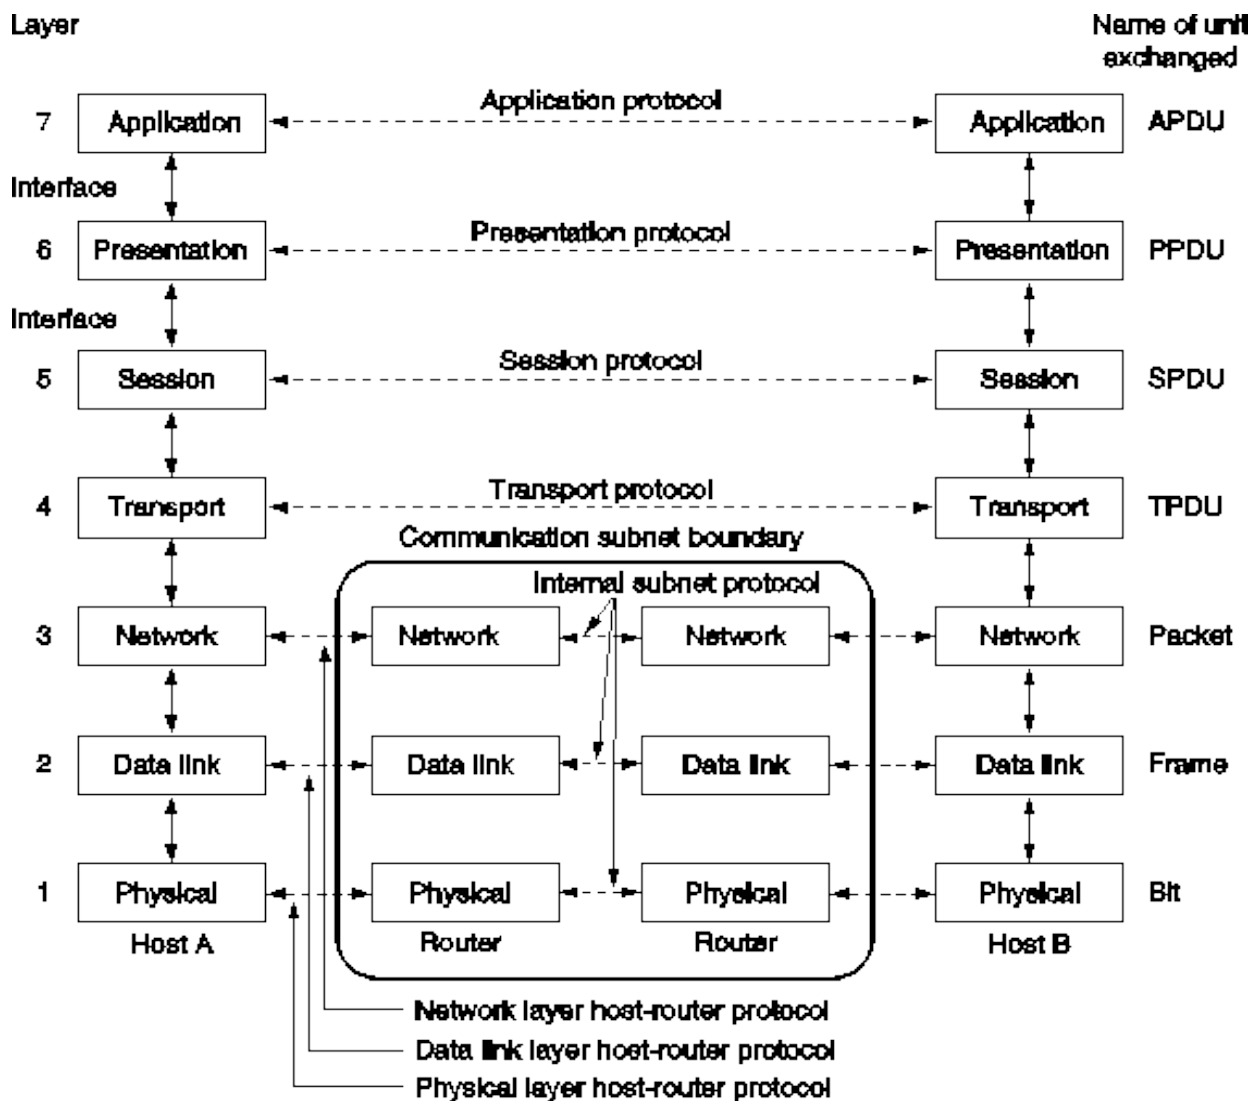 Layer
Name of unit
exchanged
Application protocol
7 Application Application APDU
Interface
Presentation protocol
6 Presentation Presentation PPDU
Interface
Session protocol
5 Session Session SPDU
Transport protocol
4 Transport Transport TPDU
Communication subnet boundary
Internal subnet protocol
3 Network Network Network Network Packet
2 Data link Data link Data link Data link Frame
1 Physical Physical Physical Physical Bit
Host A Router Router Host B
Network layer host-router protocol
Data link layer host-router protocol
Physical layer host-router protocol